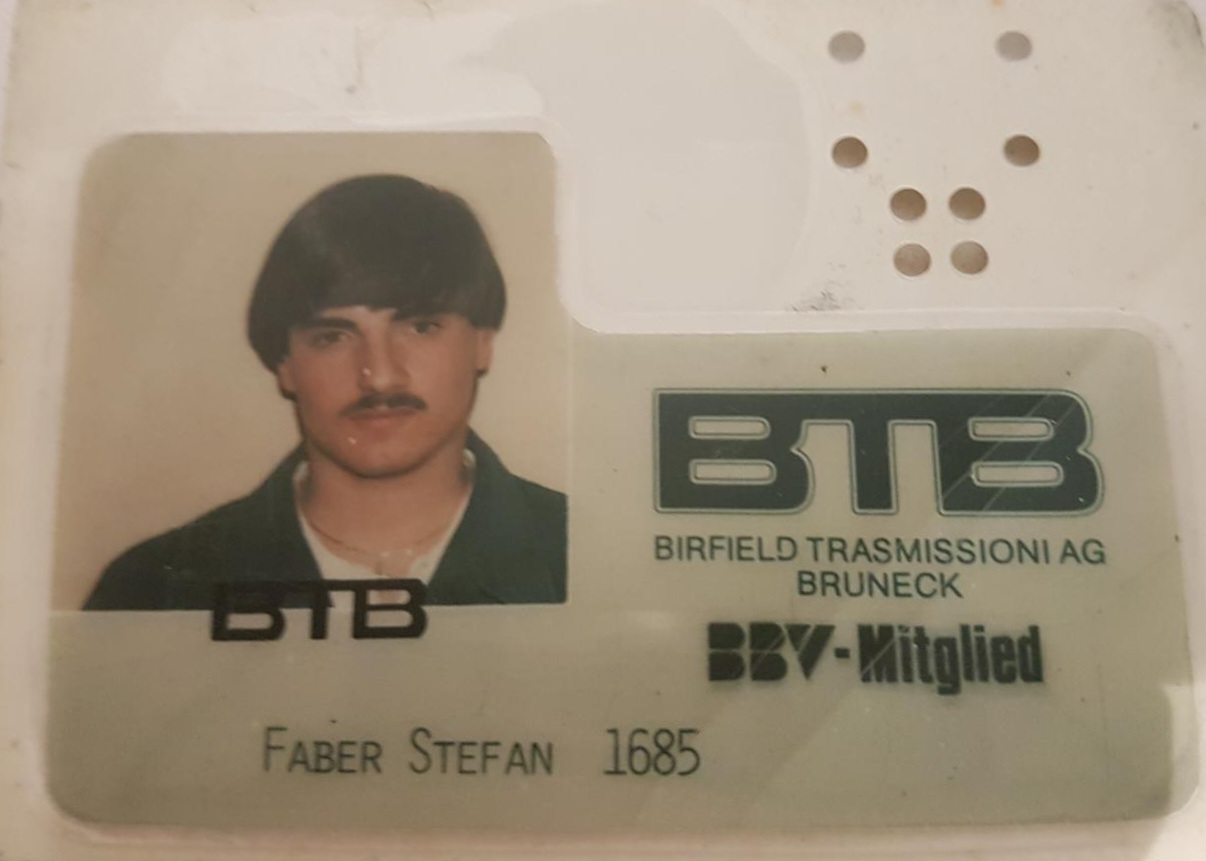 BTB
BIRFIELD TRASMISSIONI AG
BRUNECK
BBV-Mitglied
BTB
FABER STEFAN 1685